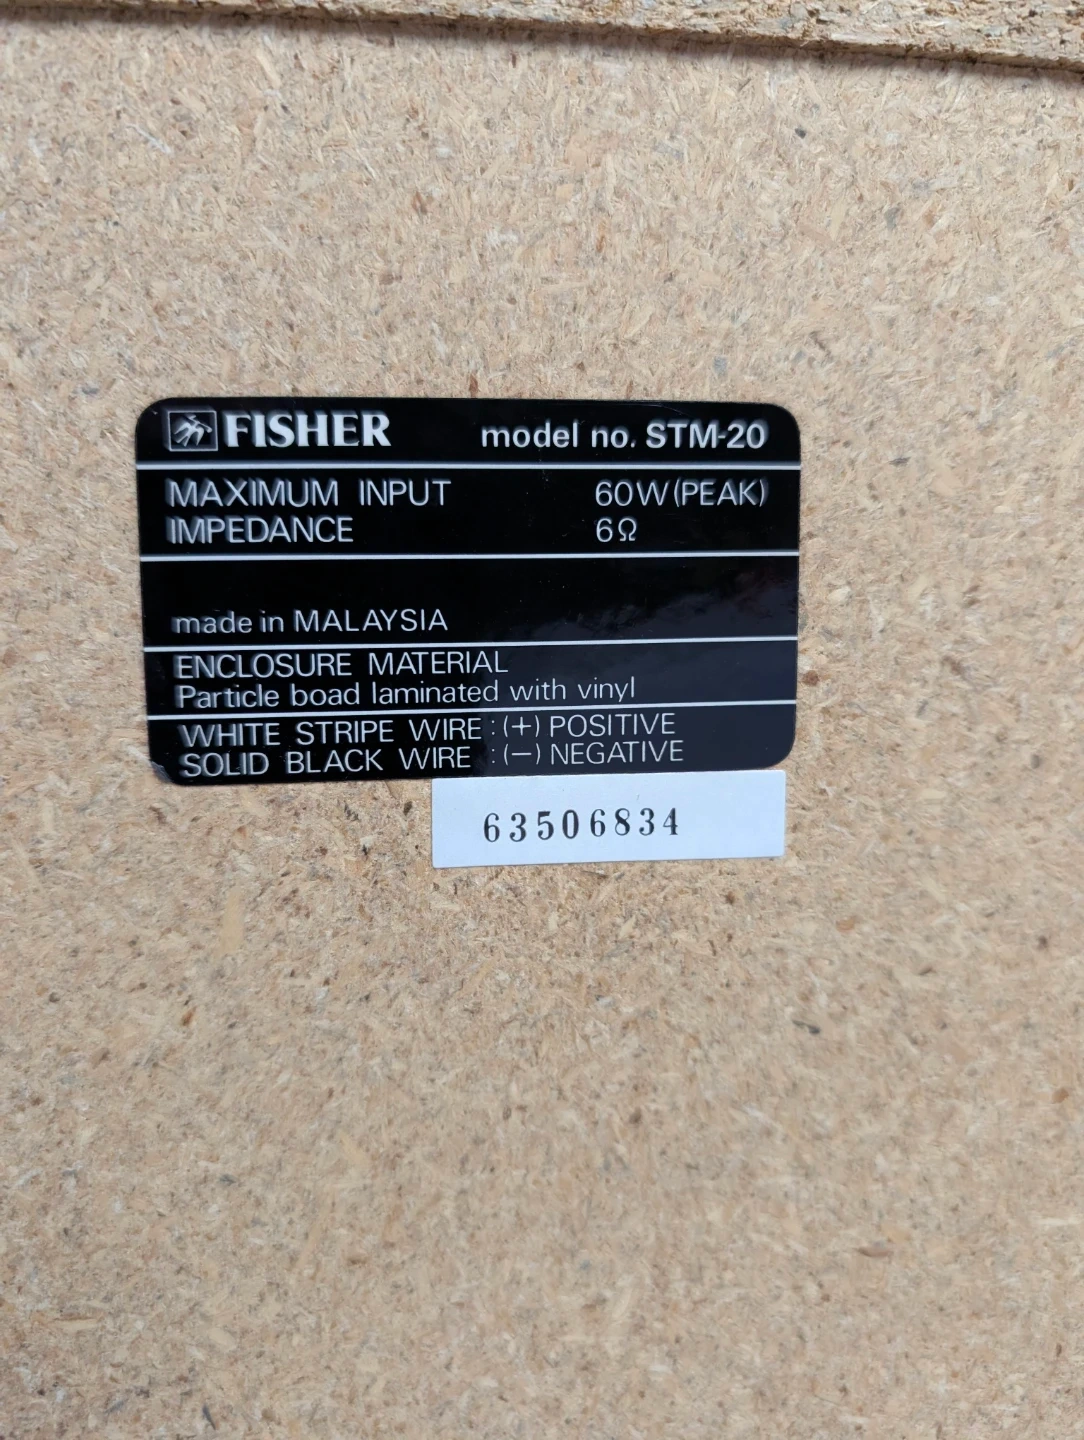 FISHER model no. STM-20
MAXIMUM INPUT 60W (PEAK)
IMPEDANCE 6Ω
made in MALAYSIA
ENCLOSURE MATERIAL
Particle boad laminated with vinyl
WHITE STRIPE WIRE : (+) POSITIVE
SOLID BLACK WIRE : (−) NEGATIVE
63506834